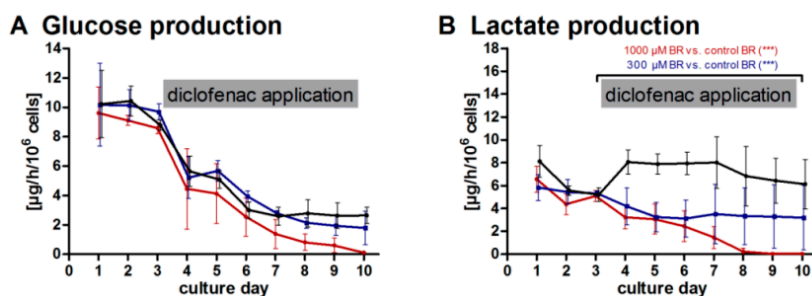 A Glucose production
14
12
10
8
6
4
2
0
[µg/h/10⁶ cells]
diclofenac application
0 1 2 3 4 5 6 7 8 9 10
culture day
B Lactate production
1000 µM BR vs. control BR (***)
300 µM BR vs. control BR (***)
18
16
14
12
10
8
6
4
2
0
[µg/h/10⁶ cells]
diclofenac application
0 1 2 3 4 5 6 7 8 9 10
culture day